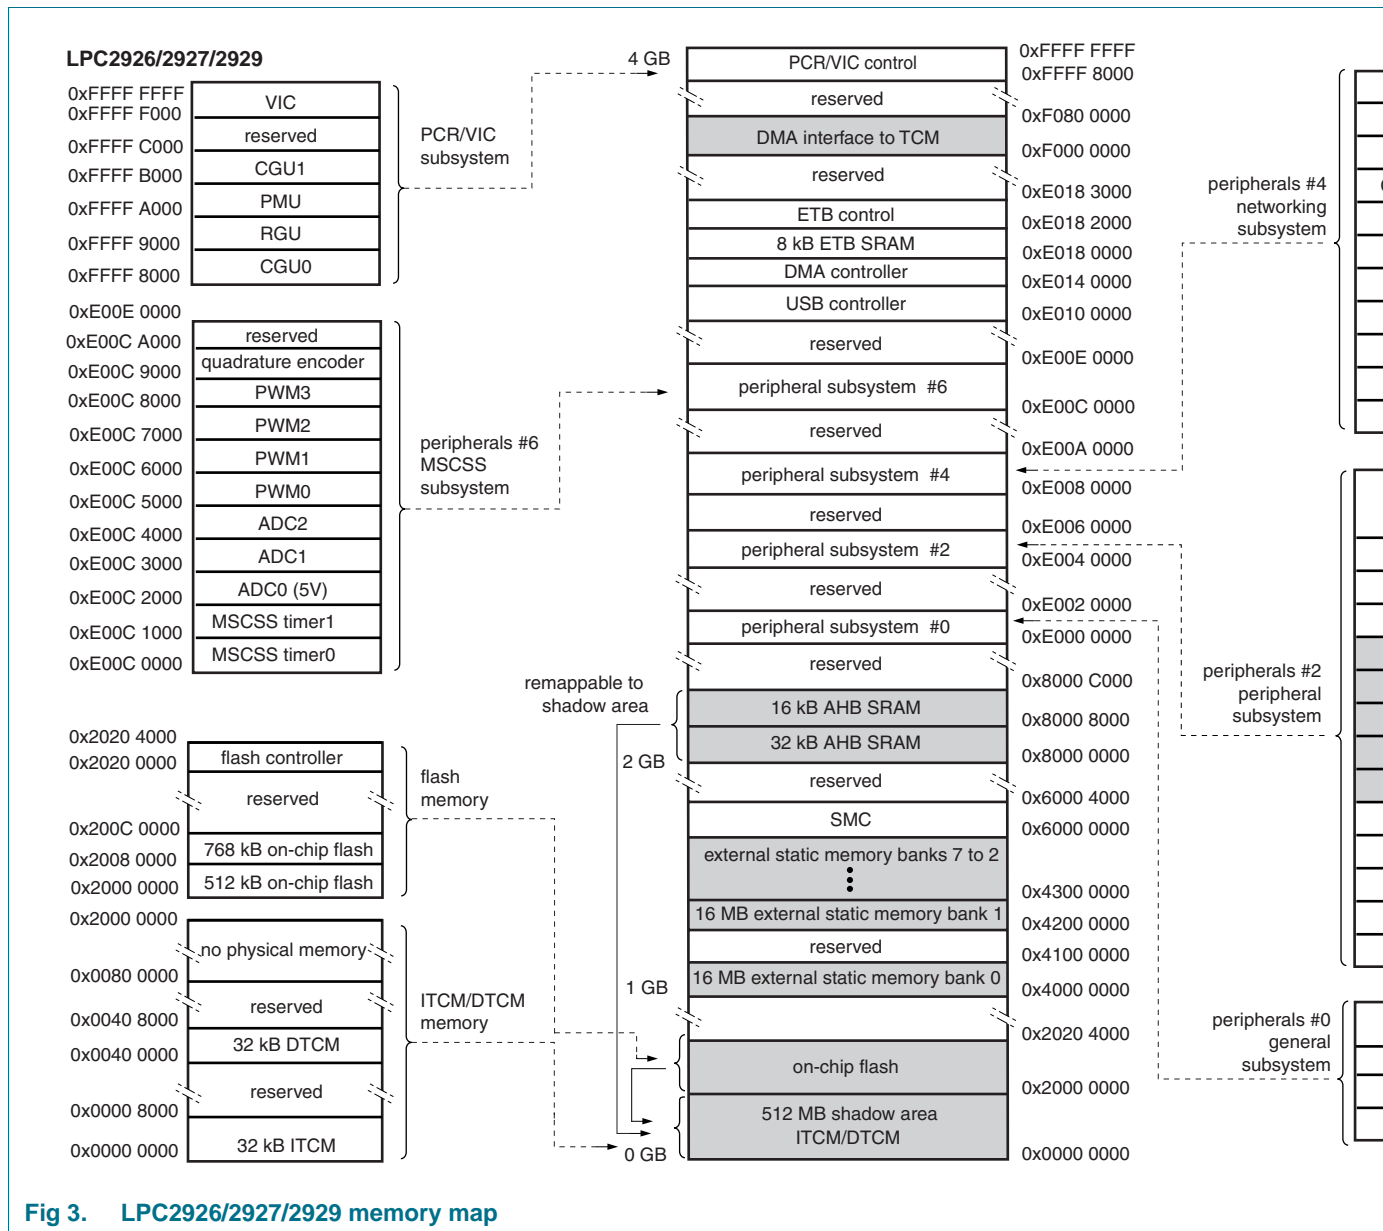 LPC2926/2927/2929
0xFFFF FFFF
VIC
0xFFFF F000
reserved
0xFFFF C000
CGU1
0xFFFF B000
PMU
0xFFFF A000
RGU
0xFFFF 9000
CGU0
0xFFFF 8000
PCR/VIC
subsystem
0xE00E 0000
reserved
0xE00C A000
quadrature encoder
0xE00C 9000
PWM3
0xE00C 8000
PWM2
0xE00C 7000
PWM1
0xE00C 6000
PWM0
0xE00C 5000
ADC2
0xE00C 4000
ADC1
0xE00C 3000
ADC0 (5V)
0xE00C 2000
MSCSS timer1
0xE00C 1000
MSCSS timer0
0xE00C 0000
peripherals #6
MSCSS
subsystem
0x2020 4000
flash controller
0x2020 0000
reserved
0x200C 0000
768 kB on-chip flash
0x2008 0000
512 kB on-chip flash
0x2000 0000
flash
memory
0x2000 0000
no physical memory
0x0080 0000
reserved
0x0040 8000
32 kB DTCM
0x0040 0000
reserved
0x0000 8000
32 kB ITCM
0x0000 0000
ITCM/DTCM
memory
4 GB
remappable to
shadow area
2 GB
1 GB
0 GB
0xFFFF FFFF
PCR/VIC control
0xFFFF 8000
reserved
0xF080 0000
DMA interface to TCM
0xF000 0000
reserved
0xE018 3000
ETB control
0xE018 2000
8 kB ETB SRAM
0xE018 0000
DMA controller
0xE014 0000
USB controller
0xE010 0000
reserved
0xE00E 0000
peripheral subsystem #6
0xE00C 0000
reserved
0xE00A 0000
peripheral subsystem #4
0xE008 0000
reserved
0xE006 0000
peripheral subsystem #2
0xE004 0000
reserved
0xE002 0000
peripheral subsystem #0
0xE000 0000
reserved
0x8000 C000
16 kB AHB SRAM
0x8000 8000
32 kB AHB SRAM
0x8000 0000
reserved
0x6000 4000
SMC
0x6000 0000
external static memory banks 7 to 2
0x4300 0000
16 MB external static memory bank 1
0x4200 0000
reserved
0x4100 0000
16 MB external static memory bank 0
0x4000 0000
0x2020 4000
on-chip flash
0x2000 0000
512 MB shadow area
ITCM/DTCM
0x0000 0000
peripherals #4
networking
subsystem
peripherals #2
peripheral
subsystem
peripherals #0
general
subsystem
Fig 3. LPC2926/2927/2929 memory map